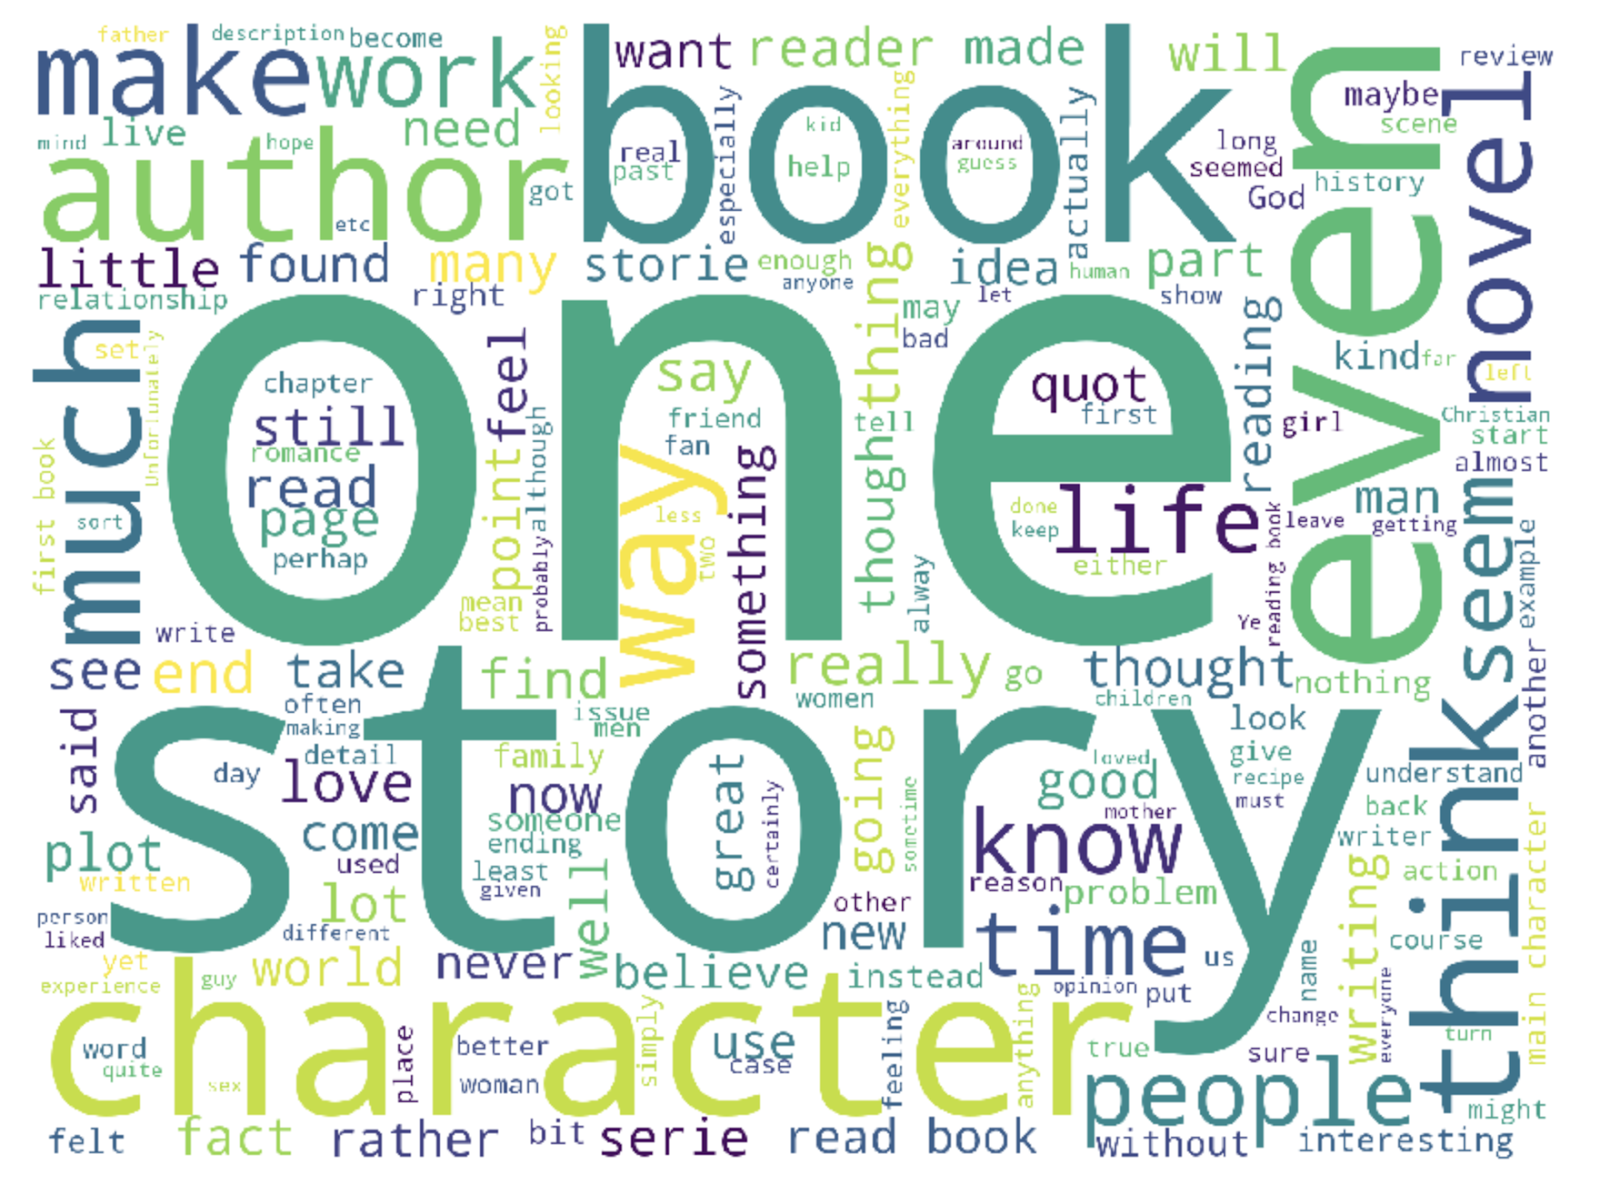 father
description
become
looking
want
reader
made
will
review
make
work
book
even
maybe
novel
mind
live
hope
need
especially
kid
everything
around
actually
long
scene
author
got
real
past
help
guess
seemed
God
history
etc
little
found
many
storie
enough
anyone
thing
idea
human
part
relationship
right
may
let
show
much
set
Unfortunately
one
bad
reading
kind
far
left
chapter
feel
say
quot
first
girl
Christian
still
friend
tell
start
romance
although
fan
almost
first book
read
point
way
something
thought
done
life
man
sort
page
less
keep
leave
getting
perhap
probably
two
either
reading book
seem
example
mean
best
alway
Ye
write
see
end
take
find
really
go
thought
nothing
another
often
women
children
making
issue
men
look
said
story
detail
family
great
going
loved
give
think
understand
day
love
now
certainly
sometime
good
recipe
must
back
someone
mother
plot
come
ending
know
writer
main character
written
used
least
given
well
reason
problem
writing
action
person
lot
other
liked
different
new
time
us
name
course
yet
world
never
believe
instead
experience
guy
opinion
put
everyone
character
simply
feeling
anything
change
turn
word
quite
place
better
use
case
true
sure
sex
woman
people
might
felt
fact
rather
bit
serie
read book
without
interesting